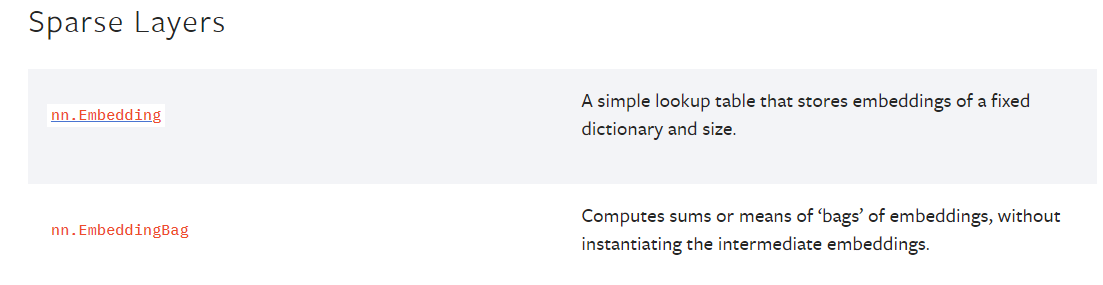 Sparse Layers
nn.Embedding
A simple lookup table that stores embeddings of a fixed
dictionary and size.
nn.EmbeddingBag
Computes sums or means of ‘bags’ of embeddings, without
instantiating the intermediate embeddings.